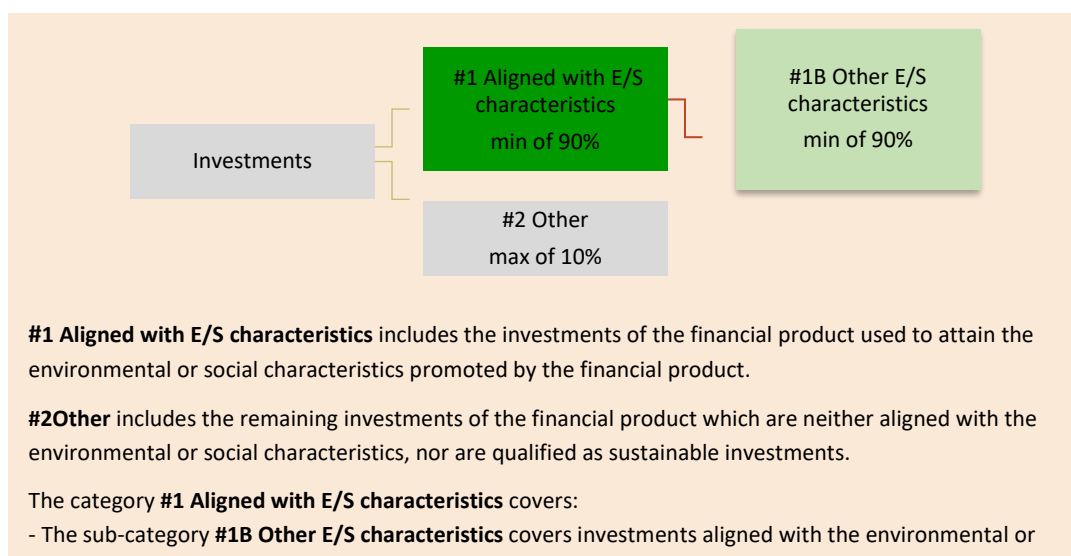 #1 Aligned with E/S
characteristics
min of 90%
#1B Other E/S
characteristics
min of 90%
Investments
#2 Other
max of 10%
#1 Aligned with E/S characteristics includes the investments of the financial product used to attain the
environmental or social characteristics promoted by the financial product.
#2Other includes the remaining investments of the financial product which are neither aligned with the
environmental or social characteristics, nor are qualified as sustainable investments.
The category #1 Aligned with E/S characteristics covers:
- The sub-category #1B Other E/S characteristics covers investments aligned with the environmental or